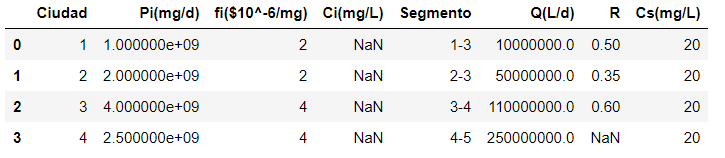 Ciudad Pi(mg/d) fi($10^-6/mg) Ci(mg/L) Segmento Q(L/d) R Cs(mg/L)
0 1 1.000000e+09 2 NaN 1-3 10000000.0 0.50 20
1 2 2.000000e+09 2 NaN 2-3 50000000.0 0.35 20
2 3 4.000000e+09 4 NaN 3-4 110000000.0 0.60 20
3 4 2.500000e+09 4 NaN 4-5 250000000.0 NaN 20